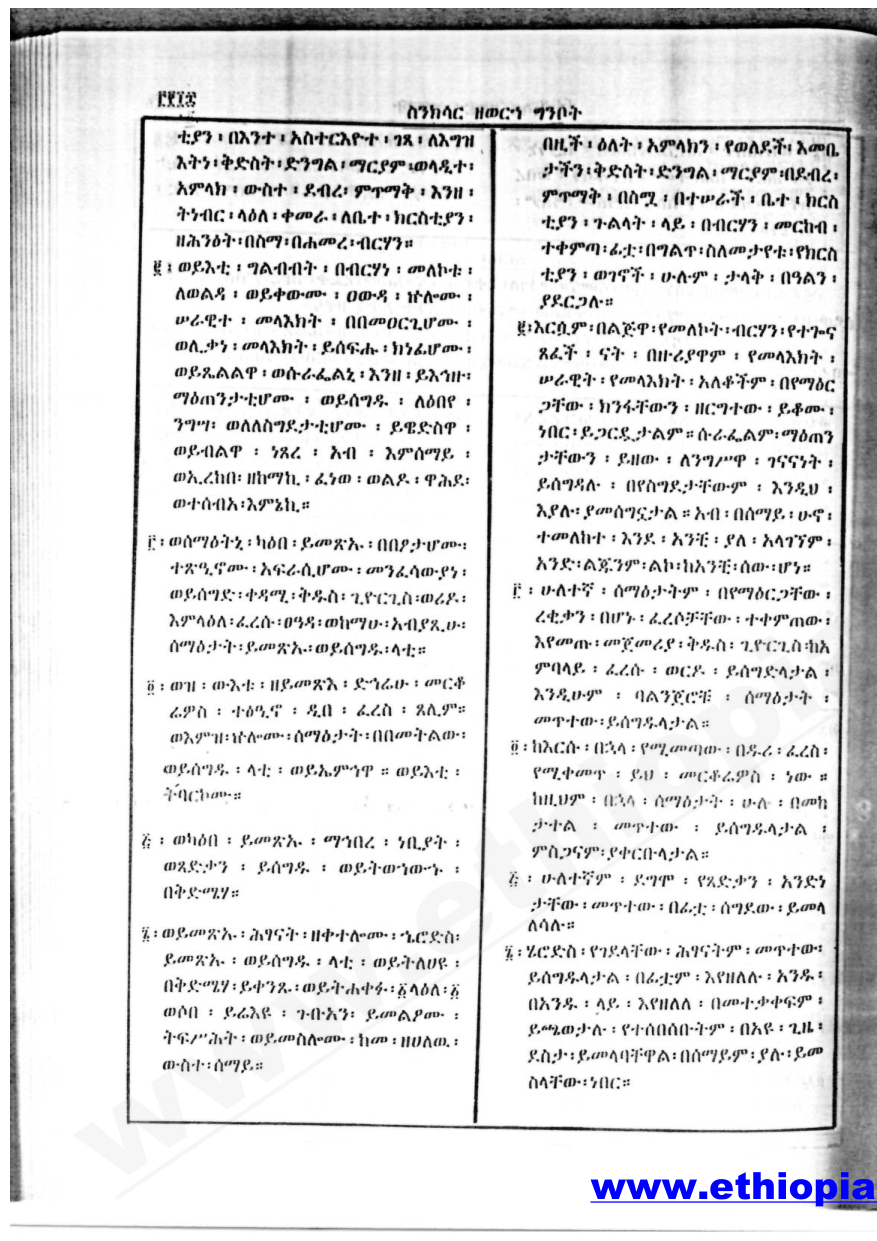 ፪፻፲፮
ስንክሳር ዘወርኀ ግንቦት
ቲያን ፡ በእንተ ፡ አስተርእዮተ ፡ ገጸ ፡ ለእግዝ
እትነ ፡ ቅድስት ፡ ድንግል ፡ ማርያም ፡ ወላዲተ ፡
አምላክ ፡ ውስተ ፡ ደብረ ፡ ምጥማቅ ፡ እንዘ ፡
ትነብር ፡ ላዕለ ፡ ቀመራ ፡ ለቤተ ፡ ክርስቲያን ፡
ዘሕንፅት ፡ በስማ ፡ በሐመረ ፡ ብርሃን ።
፪ ፡ ወይእቲ ፡ ግልብብት ፡ በብርሃነ ፡ መለኮቱ ፡
ለወልዳ ፡ ወይቀውሙ ፡ ዐውዳ ፡ ኵሎሙ ፡
ሠራዊተ ፡ መላእክት ፡ በበመዐርጊሆሙ ፡
ወሊቃነ ፡ መላእክት ፡ ይሰፍሑ ፡ ክነፊሆሙ ፡
ወይጼልልዋ ፡ ወሱራፌልኒ ፡ እንዘ ፡ ይእኅዙ ፡
ማዕጠንታቲሆሙ ፡ ወይሰግዱ ፡ ለዕበየ ፡
ንግሣ ፡ ወለለስግደታቲሆሙ ፡ ይዌድስዋ ፡
ወይብልዋ ፡ ነጸረ ፡ አብ ፡ እምሰማይ ፡
ወኢረከበ ፡ ዘከማኪ ፡ ፈነወ ፡ ወልዶ ፡ ዋሕደ ፡
ወተሰብአ ፡ እምኔኪ ።
፫ ፡ ወሰማዕትኒ ፡ ካዕበ ፡ ይመጽኡ ፡ በበፆታሆሙ ፡
ተጽዒኖሙ ፡ አፍራሲሆሙ ፡ መንፈሳውያነ ፡
ወይሰግድ ፡ ቀዳሚ ፡ ቅዱስ ፡ ጊዮርጊስ ፡ ወሪዶ ፡
እምላዕለ ፡ ፈረሱ ፡ ፀዓዳ ፡ ወከማሁ ፡ አብያጺሁ ፡
ሰማዕታት ፡ ይመጽኡ ፡ ወይሰግዱ ፡ ላቲ ።
፬ ፡ ወዝ ፡ ውእቱ ፡ ዘይመጽእ ፡ ድኅሬሁ ፡ መርቆ
ሬዎስ ፡ ተፅዒኖ ፡ ዲበ ፡ ፈረስ ፡ ጸሊም ።
ወእምዝ ፡ ኵሎሙ ፡ ሰማዕታት ፡ በበመትልው ፡
ወይሰግዱ ፡ ላቲ ፡ ወይኤምኅዋ ። ወይእቲ ፡
ትባርኮሙ ።
፭ ፡ ወካዕበ ፡ ይመጽኡ ፡ ማኅበረ ፡ ነቢያት ፡
ወጻድቃን ፡ ይሰግዱ ፡ ወይትወኀውኁ ፡
በቅድሜሃ ።
፮ ፡ ወይመጽኡ ፡ ሕፃናት ፡ ዘቀተሎሙ ፡ ኄሮድስ ፡
ይመጽኡ ፡ ወይሰግዱ ፡ ላቲ ፡ ወይትለሀዩ ፡
በቅድሜሃ ፡ ይቀንጹ ፡ ወይትሐቀፉ ፡ ፩ ላዕለ ፡ ፩
ወሶበ ፡ ይሬእዩ ፡ ጉቡኣን ፡ ይመልዖሙ ፡
ትፍሥሕት ፡ ወይመስሎሙ ፡ ከመ ፡ ዘሀለዉ ፡
ውስተ ፡ ሰማይ ።
በዚች ፡ ዕለት ፡ አምላክን ፡ የወለደች ፡ እመቤ
ታችን ፡ ቅድስት ፡ ድንግል ፡ ማርያም ፡ በደብረ ፡
ምጥማቅ ፡ በስሟ ፡ በተሠራች ፡ ቤተ ፡ ክርስ
ቲያን ፡ ጉልላት ፡ ላይ ፡ በብርሃን ፡ መርከብ ፡
ተቀምጣ ፡ ፊቷ ፡ በግልጥ ፡ ስለመታየቱ ፡ የክርስ
ቲያን ፡ ወገኖች ፡ ሁሉም ፡ ታላቅ ፡ በዓልን ፡
ያደርጋሉ ።
፪ ፡ እርሷም ፡ በልጅዋ ፡ የመለኮት ፡ ብርሃን ፡ የተጐና
ጸፈች ፡ ናት ፡ በዙሪያዋም ፡ የመላእክት ፡
ሠራዊት ፡ የመላእክት ፡ አለቆችም ፡ በየማዕር
ጋቸው ፡ ክንፋቸውን ፡ ዘርግተው ፡ ይቆሙ ፡
ነበር ፡ ይጋርዷታልም ። ሱራፌልም ፡ ማዕጠን
ታቸውን ፡ ይዘው ፡ ለንግሥዋ ፡ ገናናነት ፡
ይሰግዳሉ ፡ በየስግደታቸውም ፡ እንዲህ ፡
እያሉ ፡ ያመሰግኗታል ። አብ ፡ በሰማይ ፡ ሁኖ ፡
ተመለከተ ፡ እንደ ፡ አንቺ ፡ ያለ ፡ አላገኘም ፡
አንድ ፡ ልጁንም ፡ ልኮ ፡ ከአንቺ ፡ ሰው ፡ ሆነ ።
፫ ፡ ሁለተኛ ፡ ሰማዕታትም ፡ በየማዕርጋቸው ፡
ረቂቃን ፡ በሆኑ ፡ ፈረሶቻቸው ፡ ተቀምጠው ፡
እየመጡ ፡ መጀመሪያ ፡ ቅዱስ ፡ ጊዮርጊስ ፡ ከአ
ምባላይ ፡ ፈረሱ ፡ ወርዶ ፡ ይሰግድላታል ፡
እንዲሁም ፡ ባልንጀሮቹ ፡ ሰማዕታት ፡
መጥተው ፡ ይሰግዱላታል ።
፬ ፡ ከእርሱ ፡ በኋላ ፡ የሚመጣው ፡ በዱሪ ፡ ፈረስ ፡
የሚቀመጥ ፡ ይህ ፡ መርቆሬዎስ ፡ ነው ።
ከዚህም ፡ በኋላ ፡ ሰማዕታት ፡ ሁሉ ፡ በመከ
ታተል ፡ መጥተው ፡ ይሰግዱላታል ፡
ምስጋናም ፡ ያቀርቡላታል ።
፭ ፡ ሁለተኛም ፡ ደግሞ ፡ የጻድቃን ፡ አንድነ
ታቸው ፡ መጥተው ፡ በፊቷ ፡ ሰግደው ፡ ይመላ
ለሳሉ ።
፮ ፡ ሄሮድስ ፡ የገደላቸው ፡ ሕፃናትም ፡ መጥተው ፡
ይሰግዱላታል ፡ በፊቷም ፡ እየዘለሉ ፡ አንዱ ፡
በአንዱ ፡ ላይ ፡ እየዘለለ ፡ በመተቃቀፍም ፡
ይጫወታሉ ፡ የተሰበሰቡትም ፡ በአዩ ፡ ጊዜ ፡
ደስታ ፡ ይመላባቸዋል ፡ በሰማይም ፡ ያሉ ፡ ይመ
ስላቸው ፡ ነበር ።
www.ethiopia